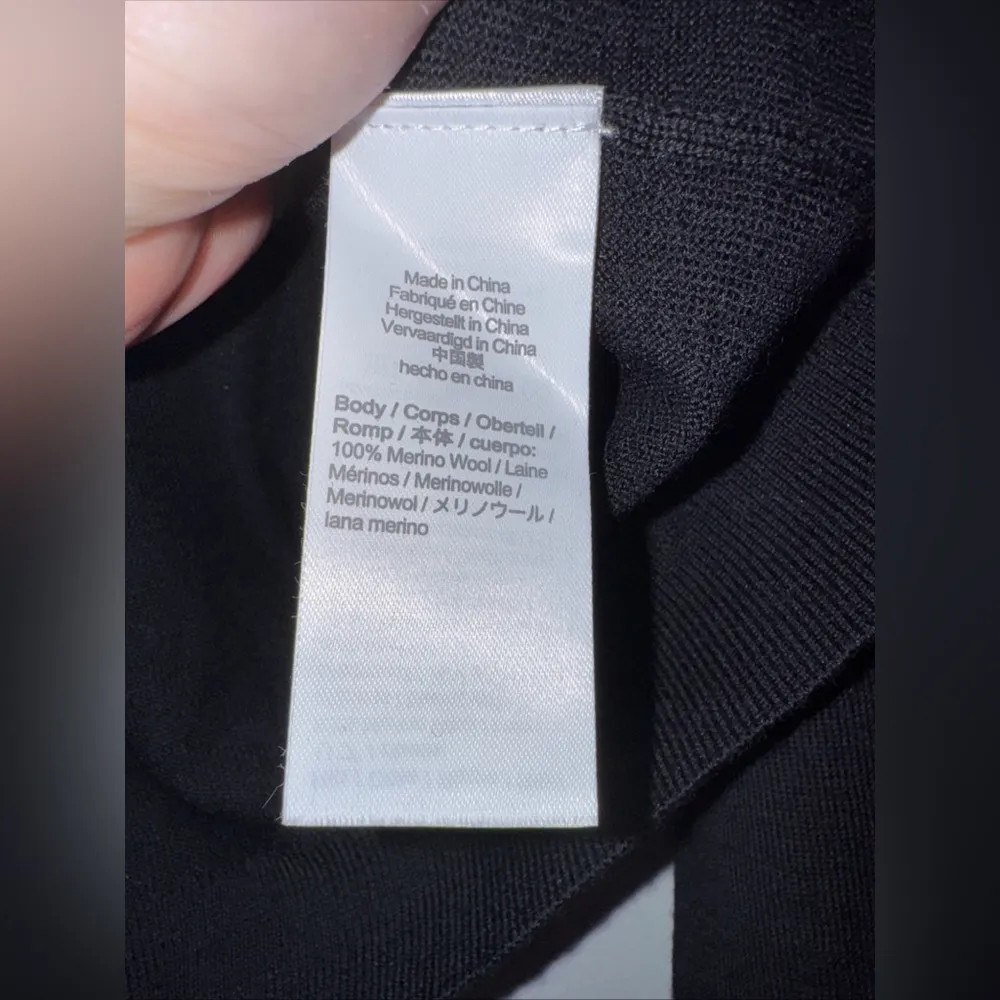 Made in China
Fabriqué en Chine
Hergestellt in China
Vervaardigd in China
中国製
hecho en china
Body / Corps / Oberteil /
Romp / 本体 / cuerpo:
100% Merino Wool / Laine
Mérinos / Merinowolle /
Merinowol / メリノウール /
lana merino